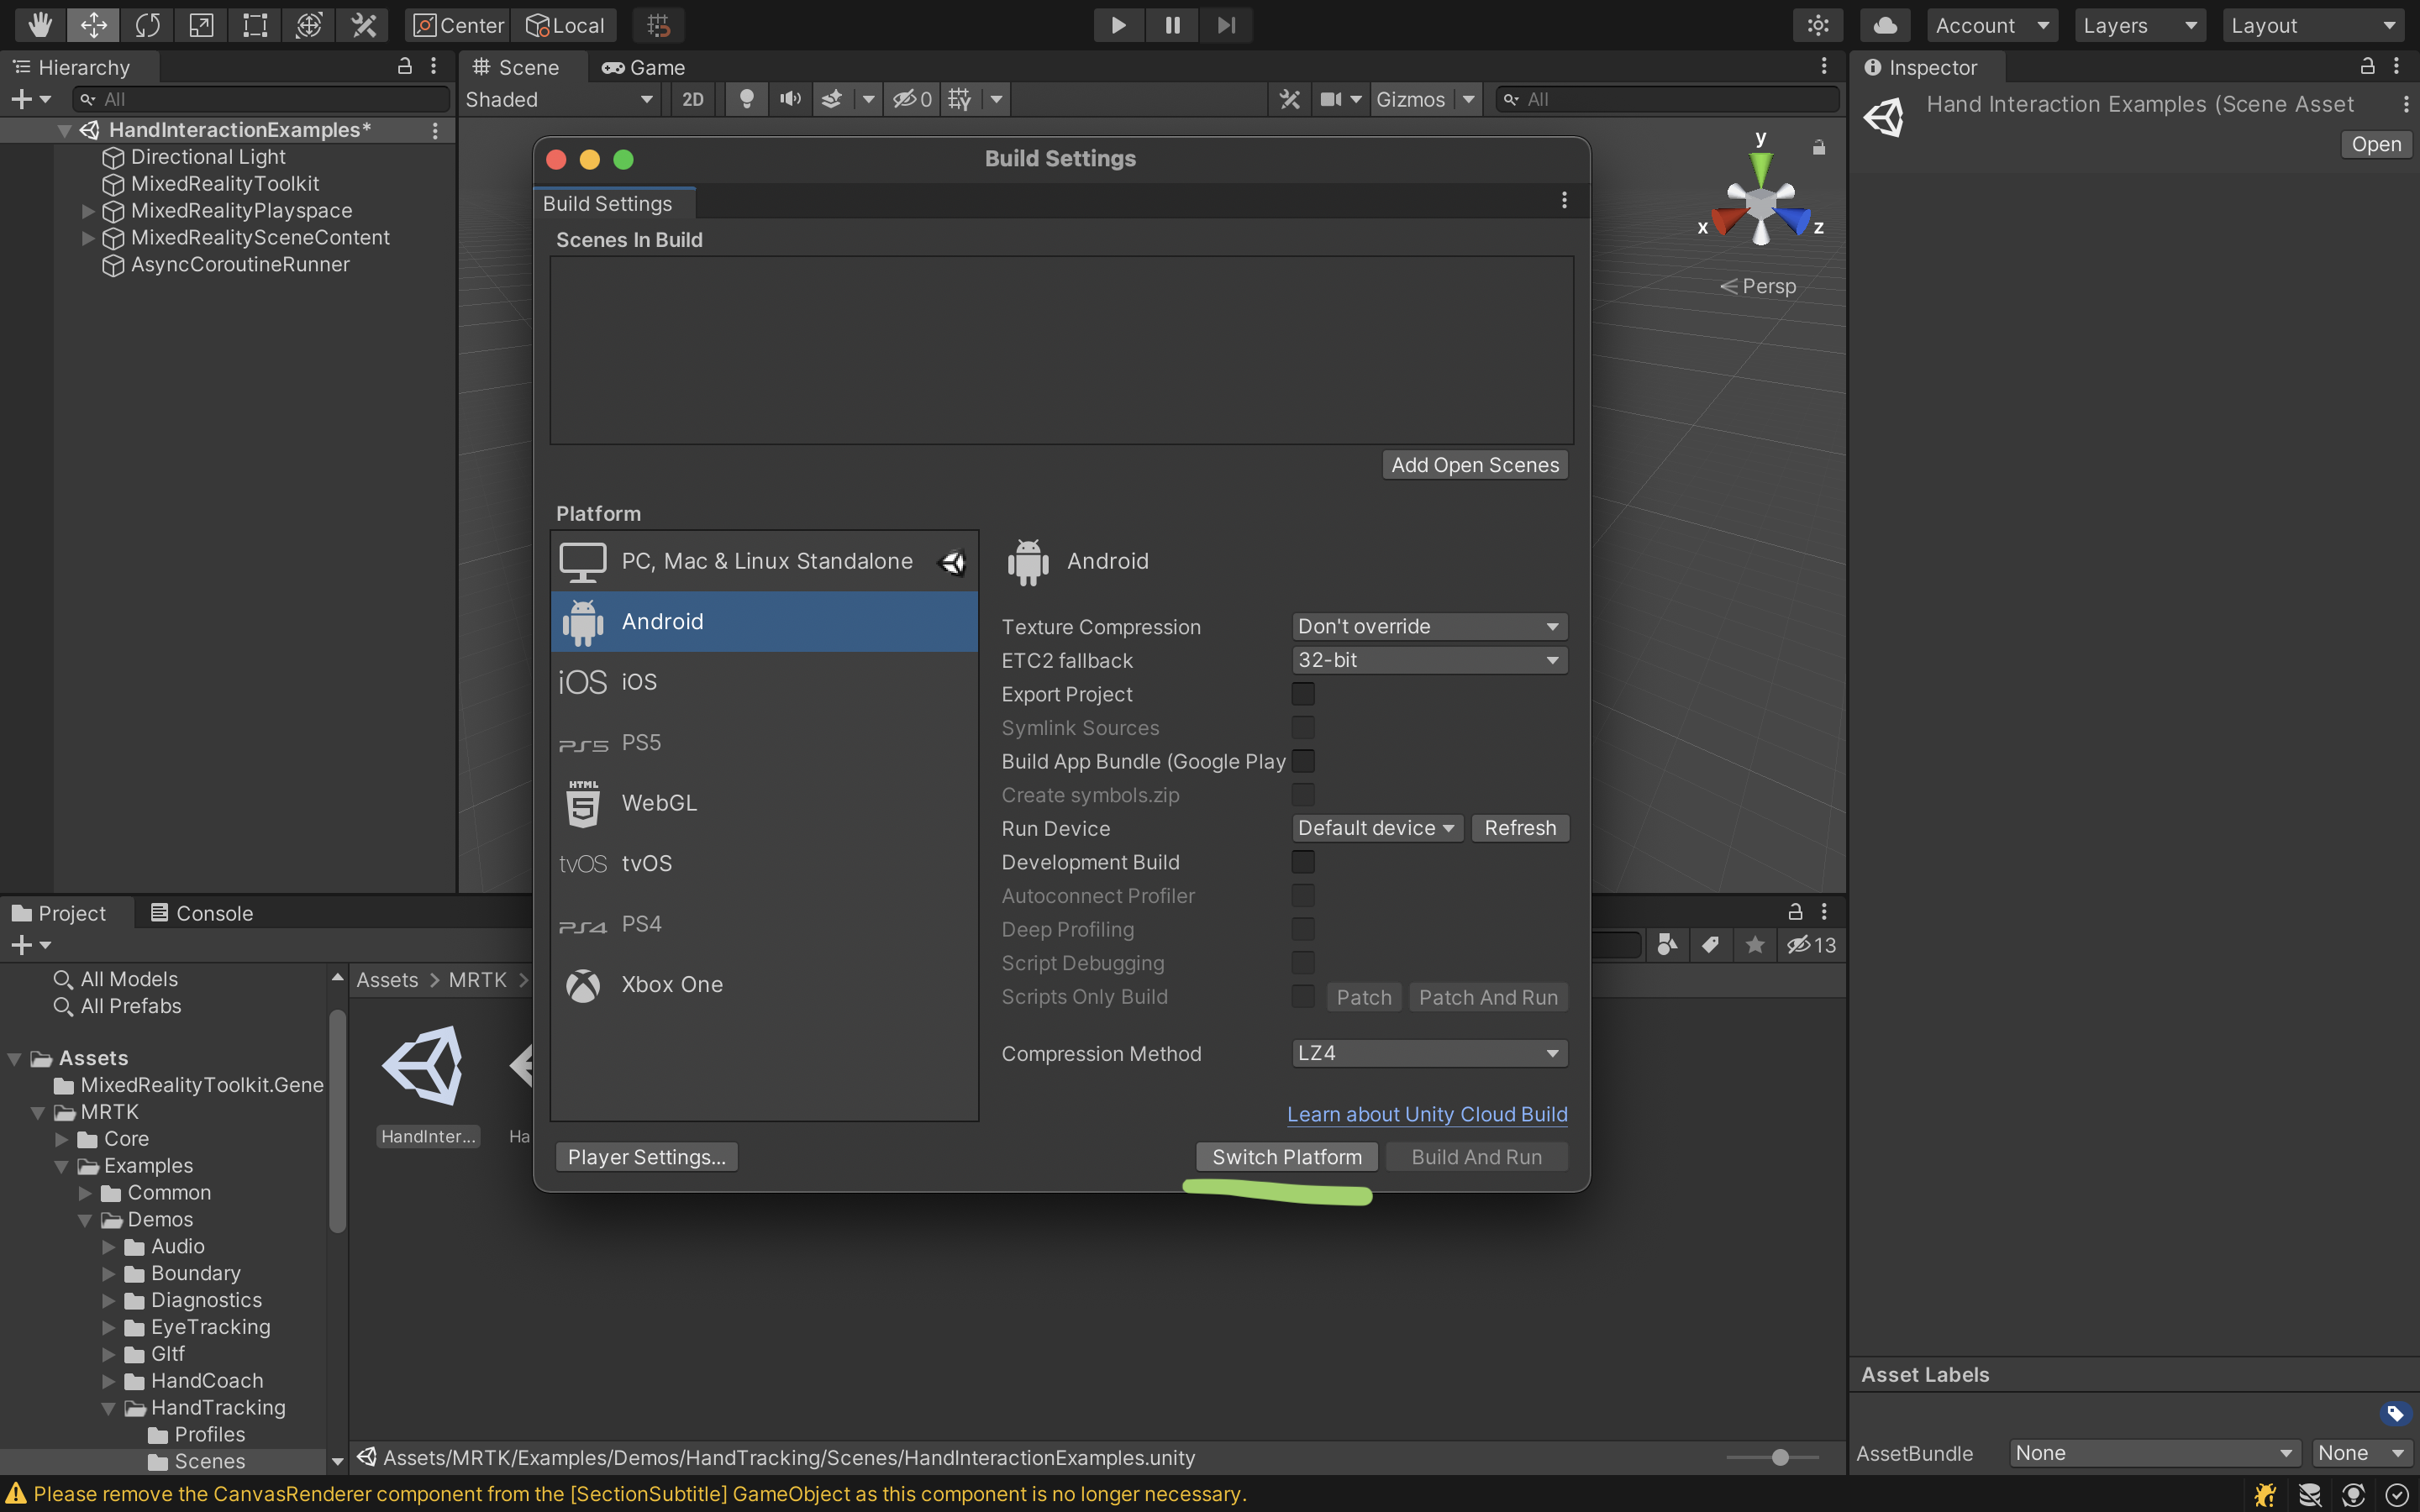 Center
Local
Account
Layers
Layout
Hierarchy
All
HandInteractionExamples*
Directional Light
MixedRealityToolkit
MixedRealityPlayspace
MixedRealitySceneContent
AsyncCoroutineRunner
Scene
Game
Shaded
2D
0
Gizmos
All
y
x
z
Persp
Inspector
Hand Interaction Examples (Scene Asset
Open
Build Settings
Build Settings
Scenes In Build
Add Open Scenes
Platform
PC, Mac & Linux Standalone
Android
iOS iOS
PS5 PS5
HTML
5
WebGL
tvOS tvOS
PS4 PS4
Xbox One
Android
Texture Compression Don't override
ETC2 fallback 32-bit
Export Project
Symlink Sources
Build App Bundle (Google Play
Create symbols.zip
Run Device Default device Refresh
Development Build
Autoconnect Profiler
Deep Profiling
Script Debugging
Scripts Only Build Patch Patch And Run
Compression Method LZ4
Learn about Unity Cloud Build
Player Settings...
Switch Platform
Build And Run
Project
Console
13
All Models
All Prefabs
Assets
MixedRealityToolkit.Gene
MRTK
Core
Examples
Common
Demos
Audio
Boundary
Diagnostics
EyeTracking
Gltf
HandCoach
HandTracking
Profiles
Scenes
Assets > MRTK >
HandInter...
Ha
Assets/MRTK/Examples/Demos/HandTracking/Scenes/HandInteractionExamples.unity
Asset Labels
AssetBundle None None
Please remove the CanvasRenderer component from the [SectionSubtitle] GameObject as this component is no longer necessary.